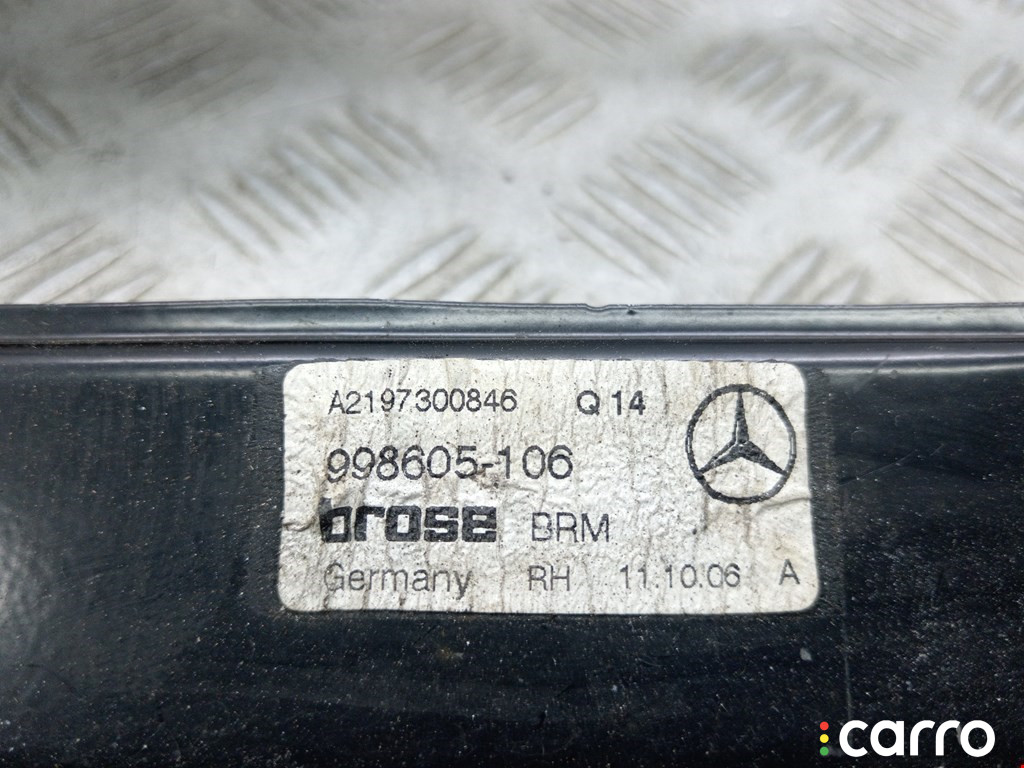 A2197300846 Q 14
998605-106
brose BRM
Germany RH 11.10.06 A
carro